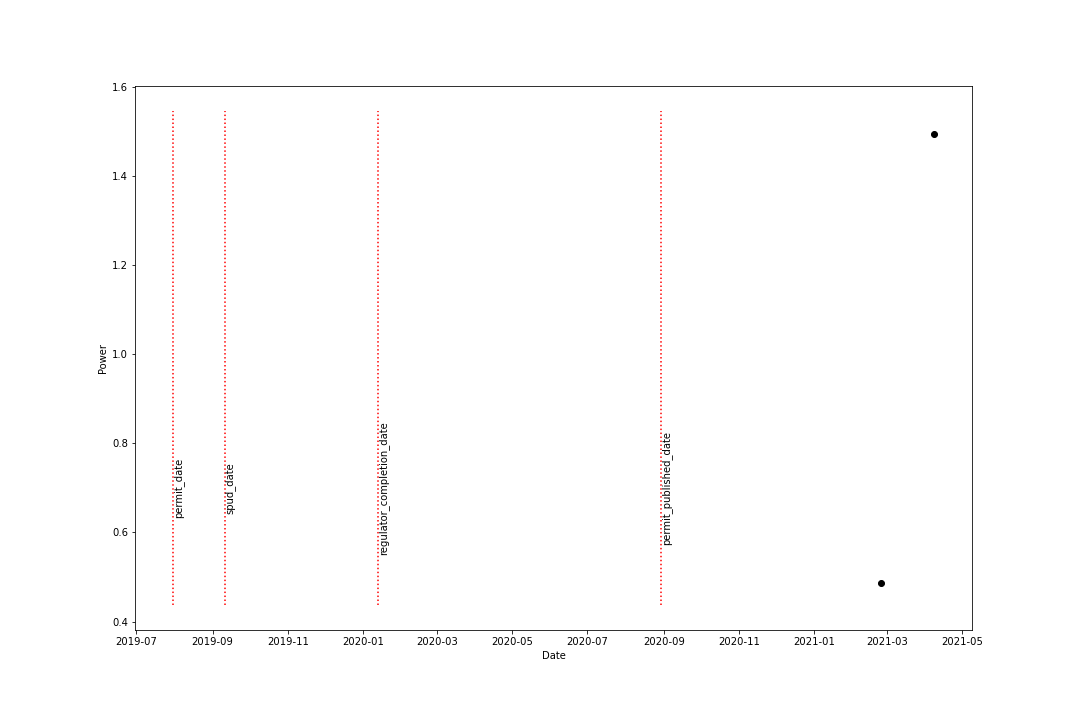 1.6
1.4
1.2
1.0
0.8
0.6
0.4
Power
permit_date
spud_date
regulator_completion_date
permit_published_date
2019-07 2019-09 2019-11 2020-01 2020-03 2020-05 2020-07 2020-09 2020-11 2021-01 2021-03 2021-05
Date